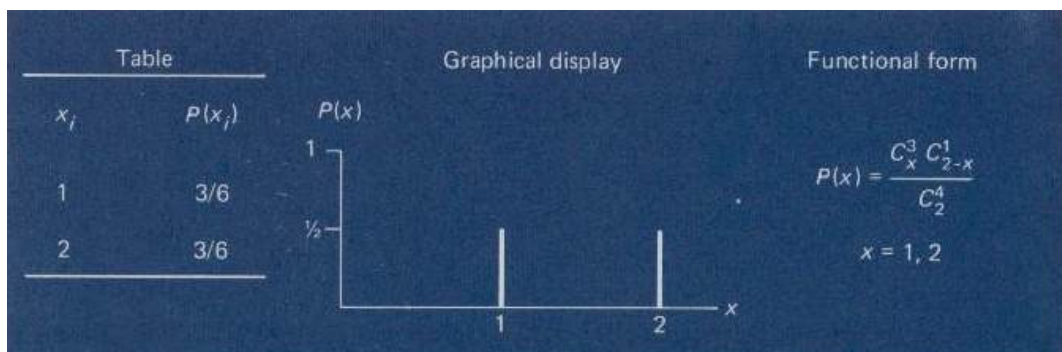 Table
x_i P(x_i)
1 3/6
2 3/6
Graphical display
P(x)
1
½
1 2
x
Functional form
P(x) = C^3_x C^1_{2-x} / C^4_2
x = 1, 2